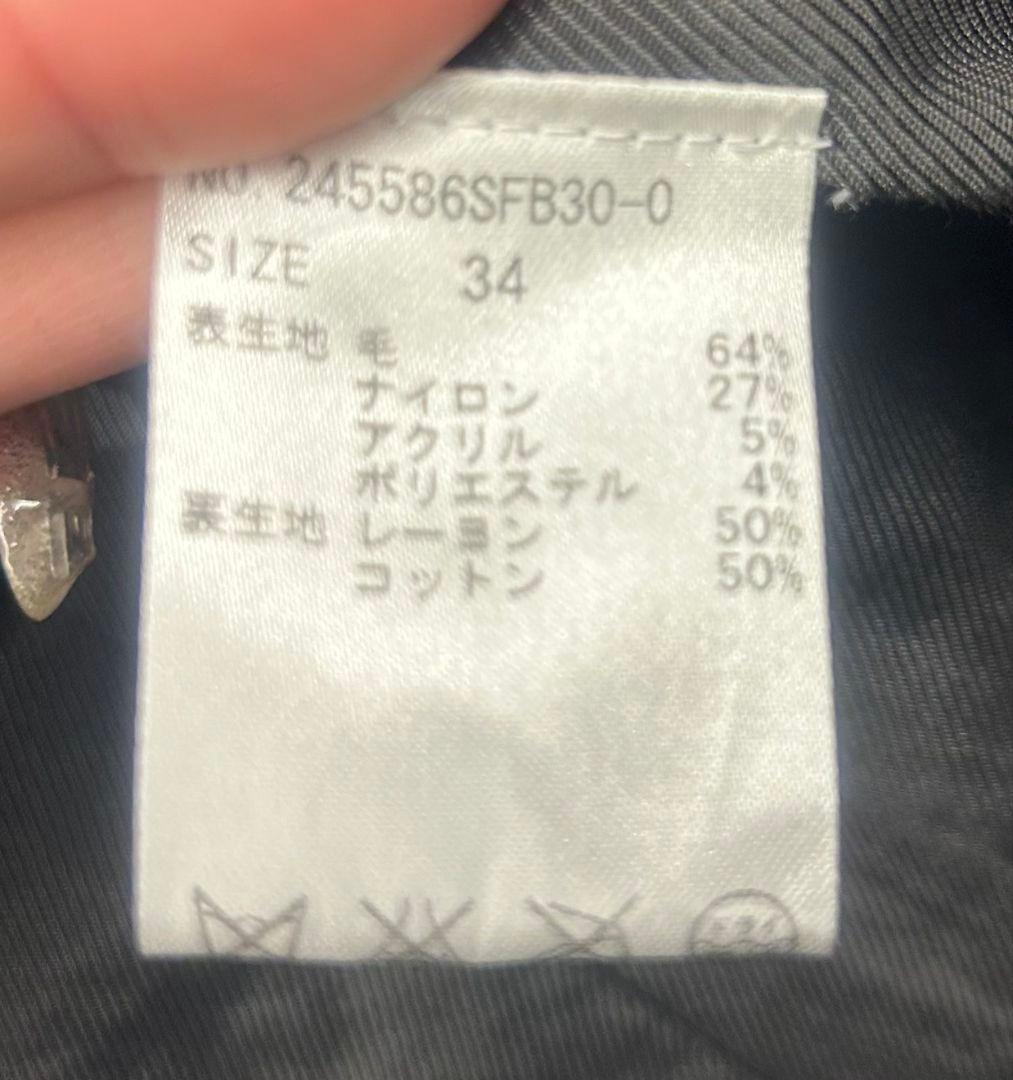 NO. 245586SFB30-0
SIZE 34
表生地 毛 64%
ナイロン 27%
アクリル 5%
ポリエステル 4%
裏生地 レーヨン 50%
コットン 50%